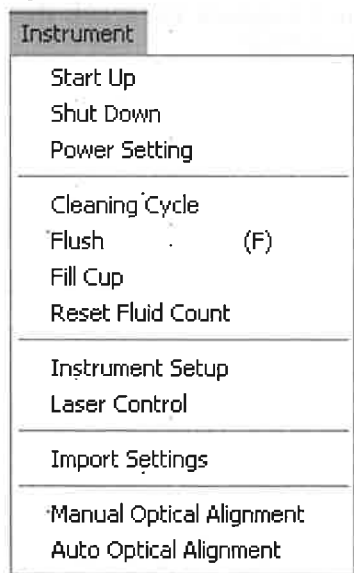 Instrument
Start Up
Shut Down
Power Setting
Cleaning Cycle
Flush (F)
Fill Cup
Reset Fluid Count
Instrument Setup
Laser Control
Import Settings
Manual Optical Alignment
Auto Optical Alignment